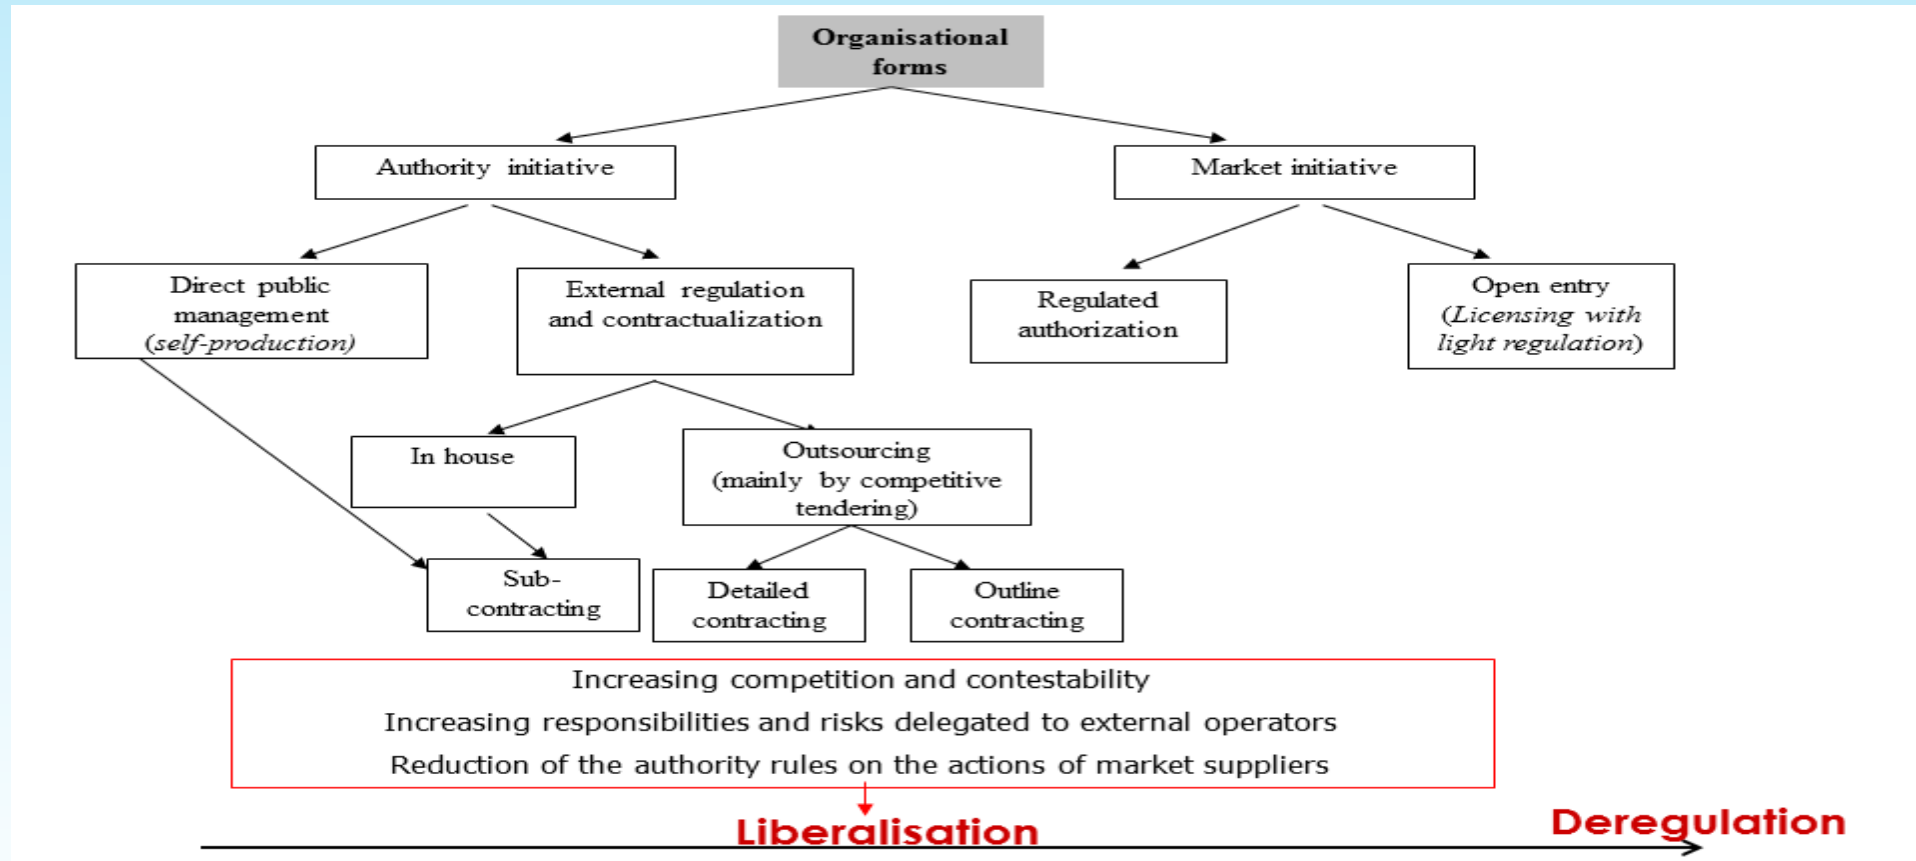 Organisational
forms
Authority initiative
Market initiative
Direct public
management
(self-production)
External regulation
and contractualization
Regulated
authorization
Open entry
(Licensing with
light regulation)
In house
Outsourcing
(mainly by competitive
tendering)
Sub-
contracting
Detailed
contracting
Outline
contracting
Increasing competition and contestability
Increasing responsibilities and risks delegated to external operators
Reduction of the authority rules on the actions of market suppliers
Liberalisation
Deregulation